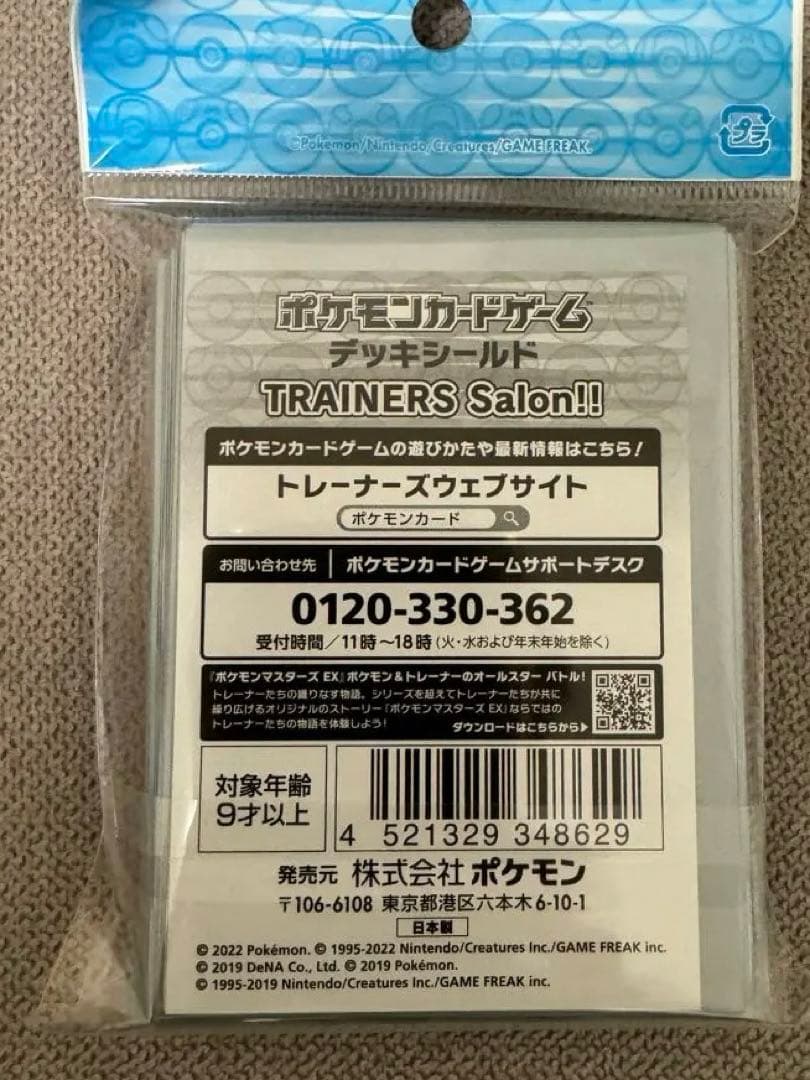 ©Pokémon/Nintendo/Creatures/GAME FREAK.
プラ
ポケモンカードゲーム
デッキシールド
TRAINERS Salon!!
ポケモンカードゲームの遊びかたや最新情報はこちら!
トレーナーズウェブサイト
ポケモンカード
お問い合わせ先 ポケモンカードゲームサポートデスク
0120-330-362
受付時間/11時~18時(火・水および年末年始を除く)
『ポケモンマスターズ EX』ポケモン&トレーナーのオールスター バトル!
トレーナーたちの織りなす物語。シリーズを超えてトレーナーたちが共に
繰り広げるオリジナルのストーリー『ポケモンマスターズ EX』ならではの
トレーナーたちの物語を体験しよう!
ダウンロードはこちらから▶
対象年齢
9才以上
4 521329 348629
発売元 株式会社ポケモン
〒106-6108 東京都港区六本木6-10-1
日本製
© 2022 Pokémon. © 1995-2022 Nintendo/Creatures Inc./GAME FREAK inc.
© 2019 DeNA Co., Ltd. © 2019 Pokémon.
© 1995-2019 Nintendo/Creatures Inc./GAME FREAK inc.